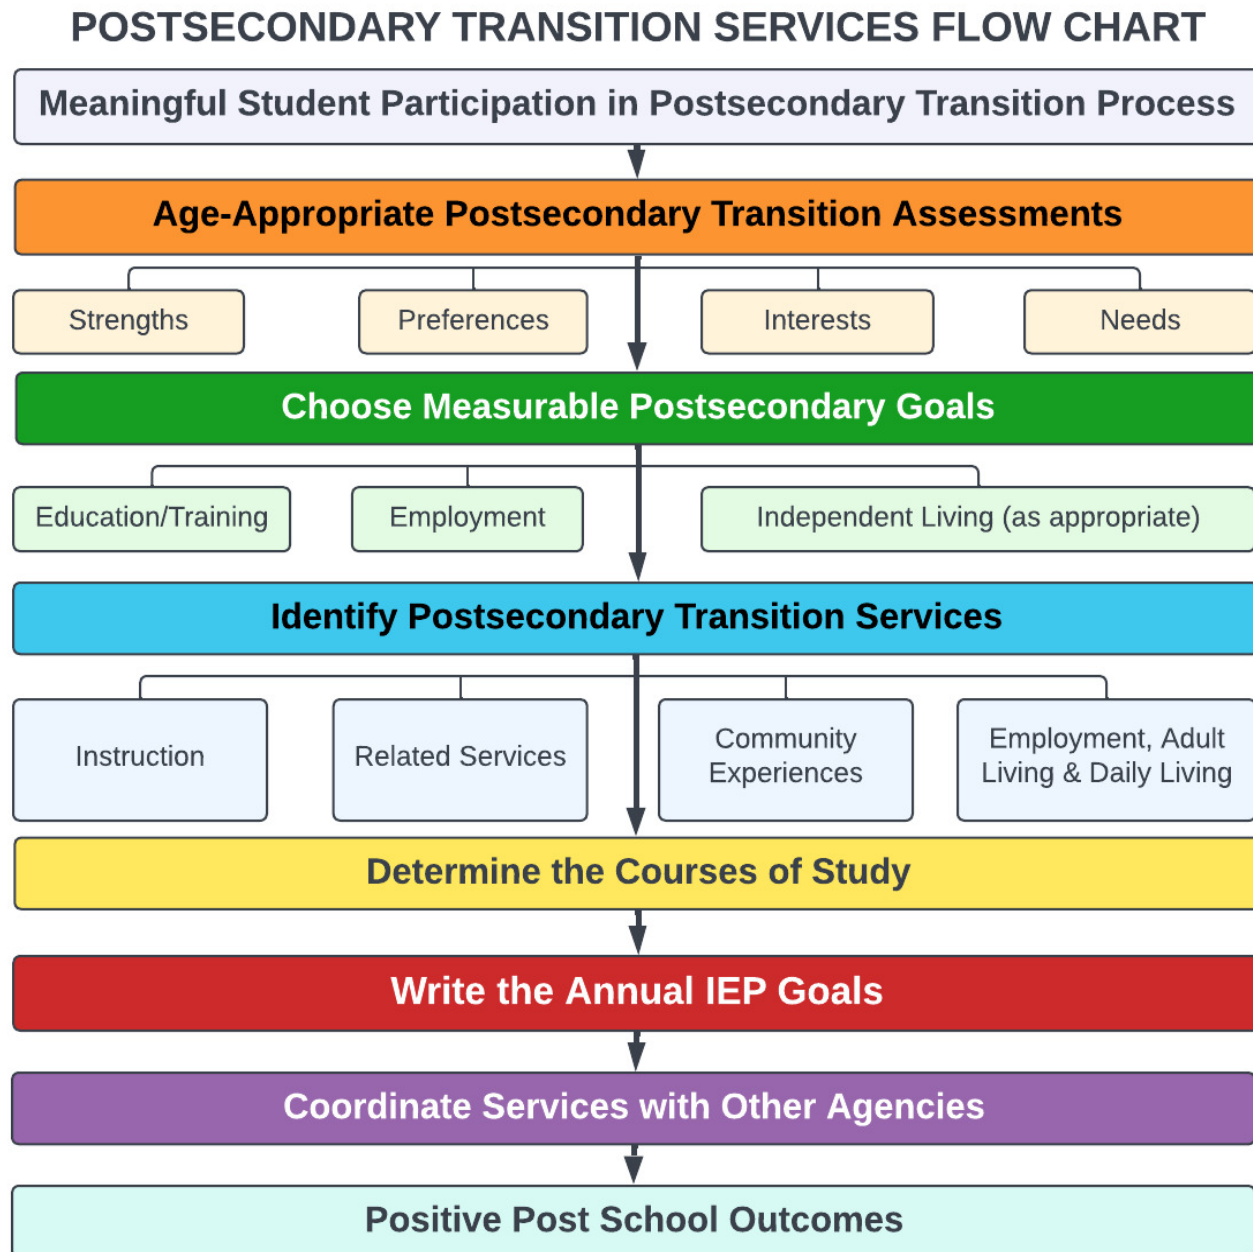 POSTSECONDARY TRANSITION SERVICES FLOW CHART
Meaningful Student Participation in Postsecondary Transition Process
Age-Appropriate Postsecondary Transition Assessments
Strengths
Preferences
Interests
Needs
Choose Measurable Postsecondary Goals
Education/Training
Employment
Independent Living (as appropriate)
Identify Postsecondary Transition Services
Instruction
Related Services
Community
Experiences
Employment, Adult
Living & Daily Living
Determine the Courses of Study
Write the Annual IEP Goals
Coordinate Services with Other Agencies
Positive Post School Outcomes